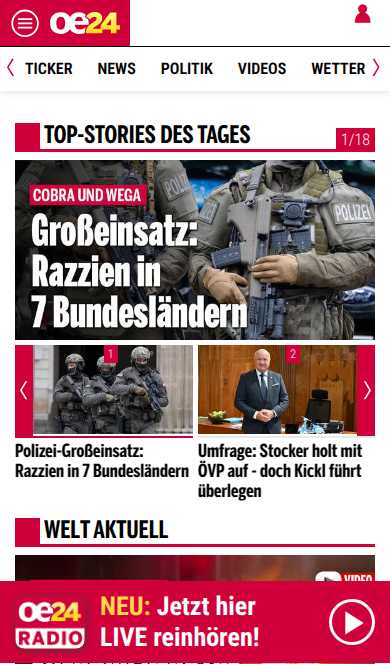 oe24
TICKER NEWS POLITIK VIDEOS WETTER
TOP-STORIES DES TAGES
1/18
POLIZEI
POLIZEI
COBRA UND WEGA
Großeinsatz:
Razzien in
7 Bundesländern
1
2
Polizei-Großeinsatz:
Razzien in 7 Bundesländern
Umfrage: Stocker holt mit
ÖVP auf - doch Kickl führt
überlegen
WELT AKTUELL
VIDEO
oe24
RADIO
NEU: Jetzt hier
LIVE reinhören!